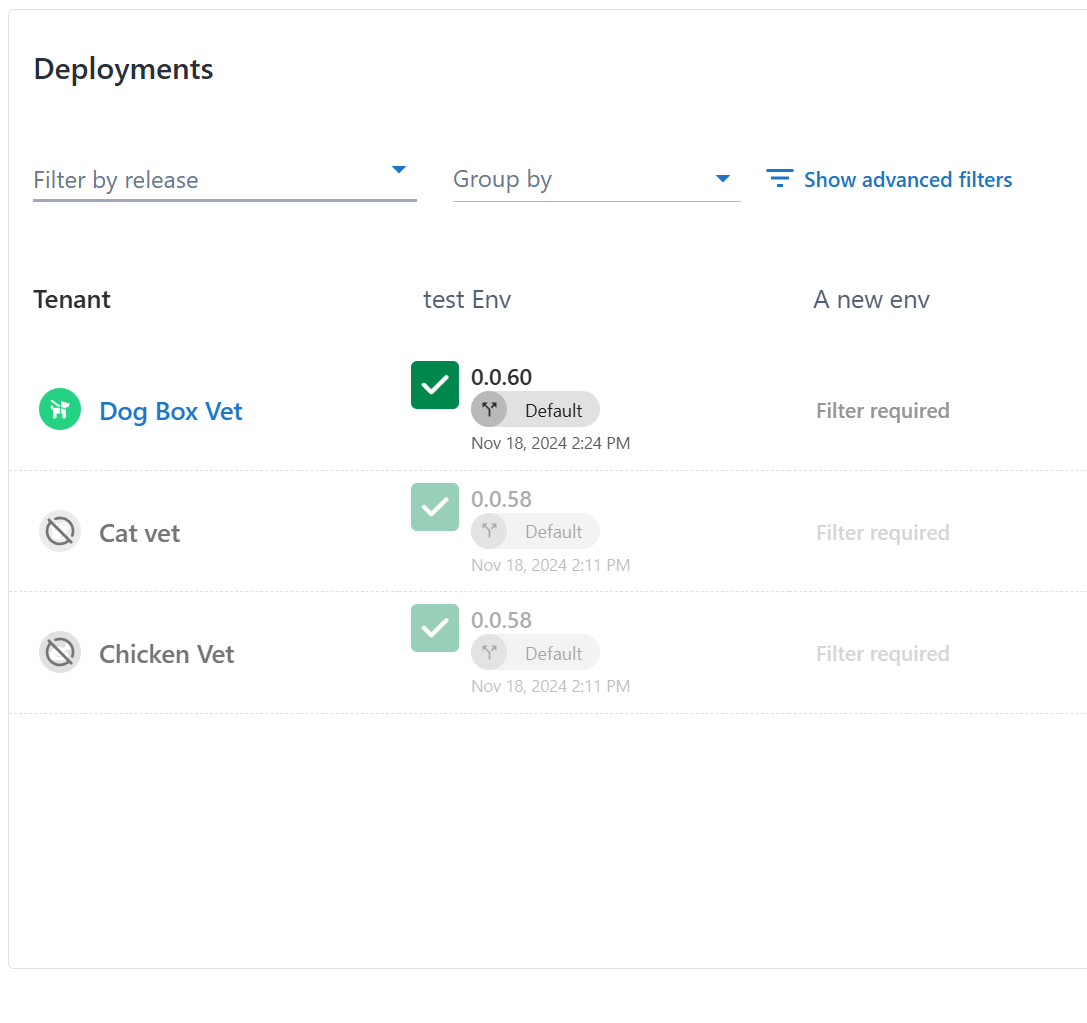 Deployments
Filter by release
Group by
Show advanced filters
Tenant
test Env
A new env
Dog Box Vet
0.0.60
Default
Nov 18, 2024 2:24 PM
Filter required
Cat vet
0.0.58
Default
Nov 18, 2024 2:11 PM
Filter required
Chicken Vet
0.0.58
Default
Nov 18, 2024 2:11 PM
Filter required